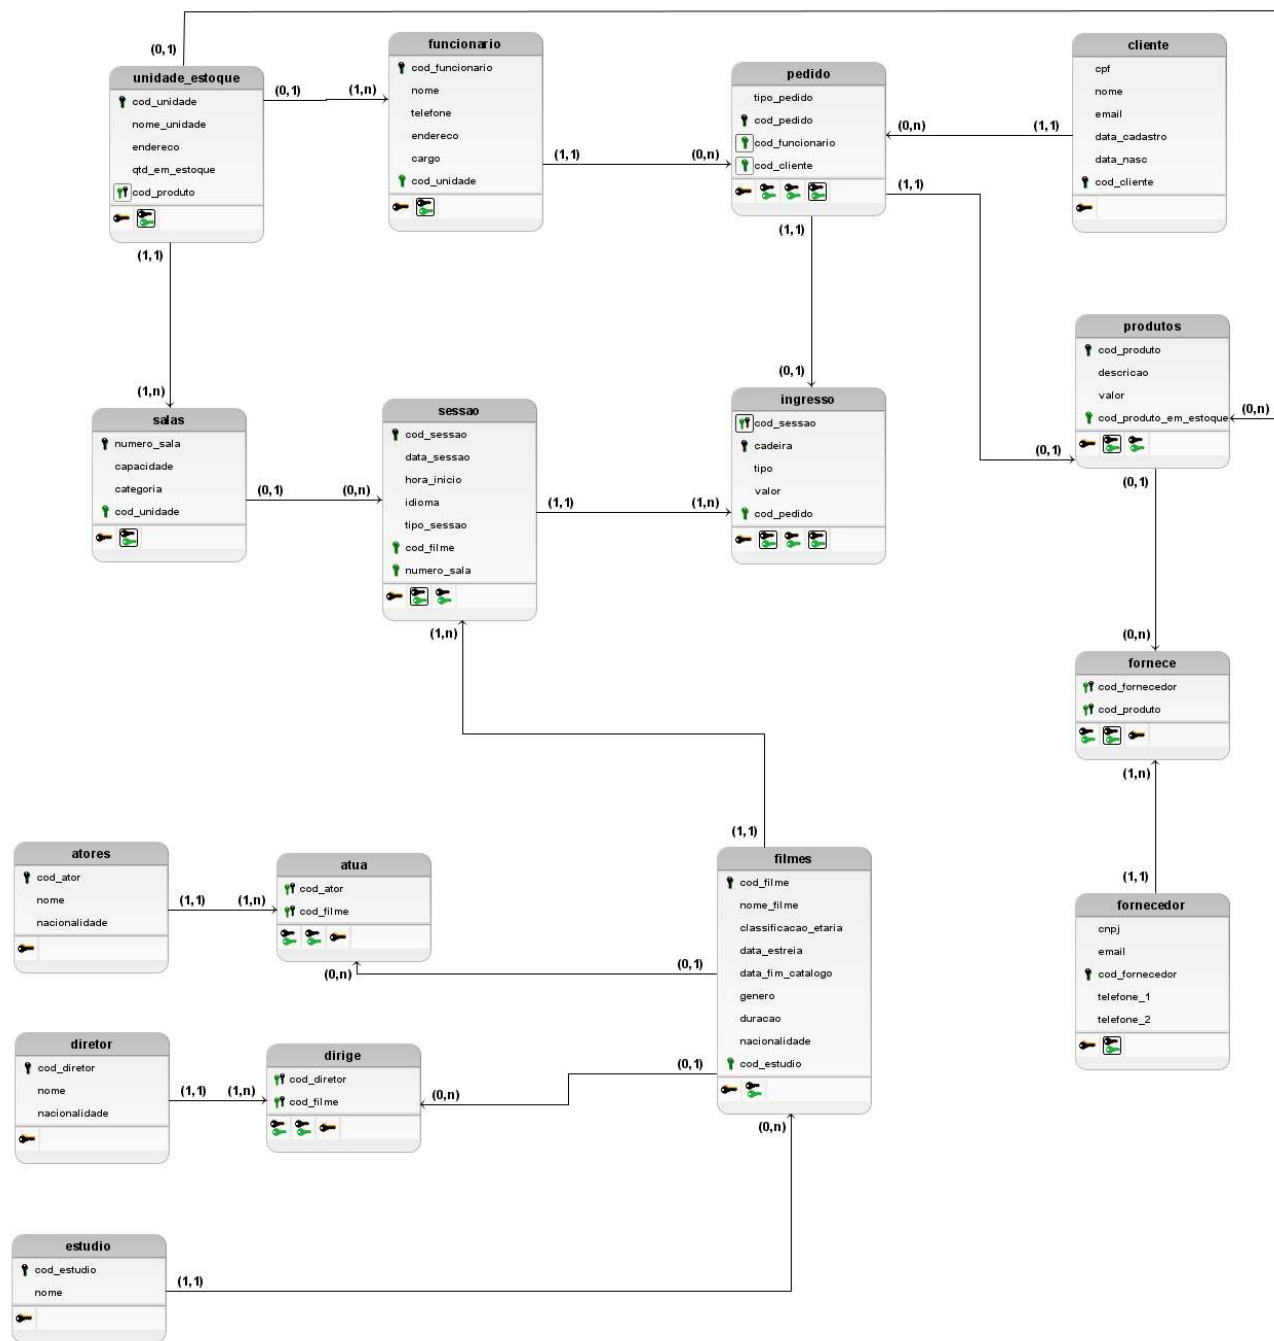 (0,1)
unidade_estoque
cod_unidade
nome_unidade
endereco
qtd_em_estoque
cod_produto
(0,1)
(1,n)
(1,1)
funcionario
cod_funcionario
nome
telefone
endereco
cargo
cod_unidade
(1,1)
(0,n)
pedido
tipo_pedido
cod_pedido
cod_funcionario
cod_cliente
(0,n)
(1,1)
(1,1)
(1,1)
cliente
cpf
nome
email
data_cadastro
data_nasc
cod_cliente
(1,n)
salas
numero_sala
capacidade
categoria
cod_unidade
(0,1)
(0,n)
sessao
cod_sessao
data_sessao
hora_inicio
idioma
tipo_sessao
cod_filme
numero_sala
(1,1)
(1,n)
(1,n)
(0,1)
ingresso
cod_sessao
cadeira
tipo
valor
cod_pedido
(0,1)
produtos
cod_produto
descricao
valor
cod_produto_em_estoque
(0,n)
(0,1)
(0,n)
fornece
cod_fornecedor
cod_produto
(1,n)
(1,1)
fornecedor
cnpj
email
cod_fornecedor
telefone_1
telefone_2
atores
cod_ator
nome
nacionalidade
(1,1)
(1,n)
atua
cod_ator
cod_filme
(0,n)
(0,1)
(1,1)
filmes
cod_filme
nome_filme
classificacao_etaria
data_estreia
data_fim_catalogo
genero
duracao
nacionalidade
cod_estudio
(0,1)
(0,n)
(0,n)
diretor
cod_diretor
nome
nacionalidade
(1,1)
(1,n)
dirige
cod_diretor
cod_filme
estudio
cod_estudio
nome
(1,1)